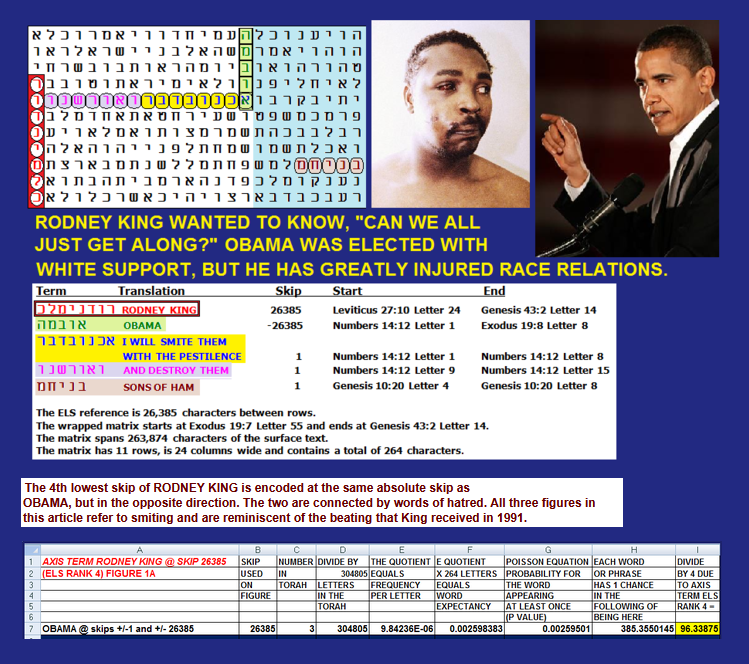 הויענוכלהעמיחדוויאמרוכלא
הוהויאמרמשהאלבניישראלראו
טהורהואוביומהראותבובשרחי
לאיחליפנוולאימיראתוטובבר
יתיבקרבואכנובדברואורשנוו
פרמכמשפטושעירחטאתאחדמלבד
רבלבבכהתשמרמצותואמלאויענ
ואכלתשמושמחתלפנייהוהאלהי
בניחמלמשפחתמללשנתמבארצתמ
נענקומלכפדנהארמביתהבתואל
רעבכבדבארצויהיכאשרכלולאכ
RODNEY KING WANTED TO KNOW, "CAN WE ALL
JUST GET ALONG?" OBAMA WAS ELECTED WITH
WHITE SUPPORT, BUT HE HAS GREATLY INJURED RACE RELATIONS.
Term Translation Skip Start End
רודנימלכ RODNEY KING 26385 Leviticus 27:10 Letter 24 Genesis 43:2 Letter 14
אובמה OBAMA -26385 Numbers 14:12 Letter 1 Exodus 19:8 Letter 8
אכנובדבר I WILL SMITE THEM
WITH THE PESTILENCE 1 Numbers 14:12 Letter 1 Numbers 14:12 Letter 8
ואורשנו AND DESTROY THEM 1 Numbers 14:12 Letter 9 Numbers 14:12 Letter 15
בניחמ SONS OF HAM 1 Genesis 10:20 Letter 4 Genesis 10:20 Letter 8
The ELS reference is 26,385 characters between rows.
The wrapped matrix starts at Exodus 19:7 Letter 55 and ends at Genesis 43:2 Letter 14.
The matrix spans 263,874 characters of the surface text.
The matrix has 11 rows, is 24 columns wide and contains a total of 264 characters.
The 4th lowest skip of RODNEY KING is encoded at the same absolute skip as
OBAMA, but in the opposite direction. The two are connected by words of hatred. All three figures in
this article refer to smiting and are reminiscent of the beating that King received in 1991.
A B C D E F G H I
1 AXIS TERM RODNEY KING @ SKIP 26385 SKIP NUMBER DIVIDE BY THE QUOTIENT E QUOTIENT POISSON EQUATION EACH WORD DIVIDE
2 (ELS RANK 4) FIGURE 1A USED IN 304805 EQUALS X 264 LETTERS PROBABILITY FOR OR PHRASE BY 4 DUE
3 ON TORAH LETTERS FREQUENCY EQUALS THE WORD HAS 1 CHANCE TO AXIS
4 FIGURE IN THE PER LETTER WORD APPEARING IN THE TERM ELS
5 TORAH EXPECTANCY AT LEAST ONCE FOLLOWING OF RANK 4 =
6 (P VALUE) BEING HERE
7 OBAMA @ skips +/-1 and +/- 26385 26385 3 304805 9.84236E-06 0.002598383 0.00259501 385.3550145 96.33875